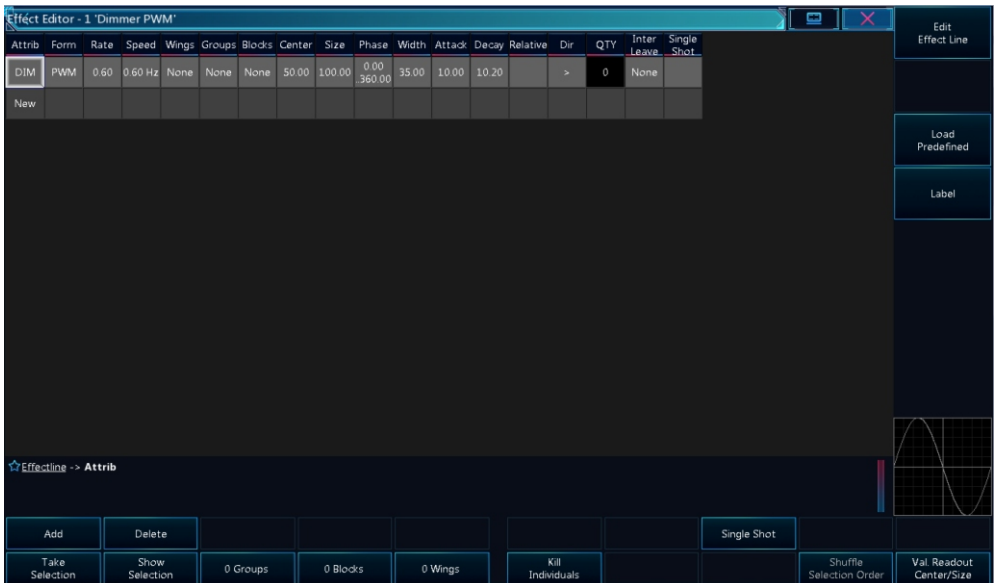 Effect Editor - 1 'Dimmer PWM'
Edit
Effect Line
Attrib Form Rate Speed Wings Groups Blocks Center Size Phase Width Attack Decay Relative Dir QTY Inter Leave Single Shot
DIM PWM 0.60 0.60 Hz None None None 50.00 100.00 0.00 360.00 35.00 10.00 10.20 > 0 None
New
Load
Predefined
Label
Effectline -> Attrib
Add Delete Single Shot
Take Selection Show Selection 0 Groups 0 Blocks 0 Wings Kill Individuals Shuffle Selection Order Val. Readout Center/Size